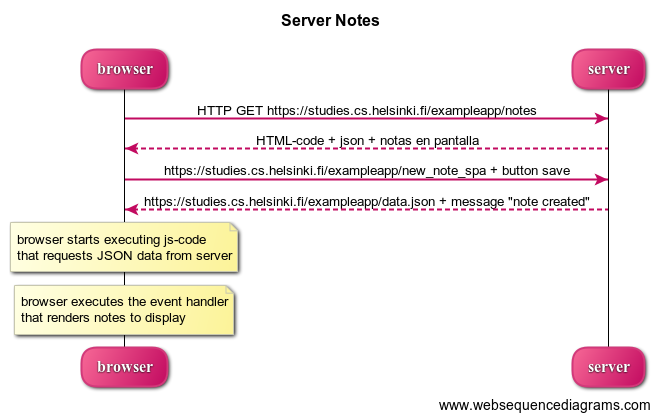 Server Notes
browser
server
HTTP GET https://studies.cs.helsinki.fi/exampleapp/notes
HTML-code + json + notas en pantalla
https://studies.cs.helsinki.fi/exampleapp/new_note_spa + button save
https://studies.cs.helsinki.fi/exampleapp/data.json + message "note created"
browser starts executing js-code
that requests JSON data from server
browser executes the event handler
that renders notes to display
browser
server
www.websequencediagrams.com